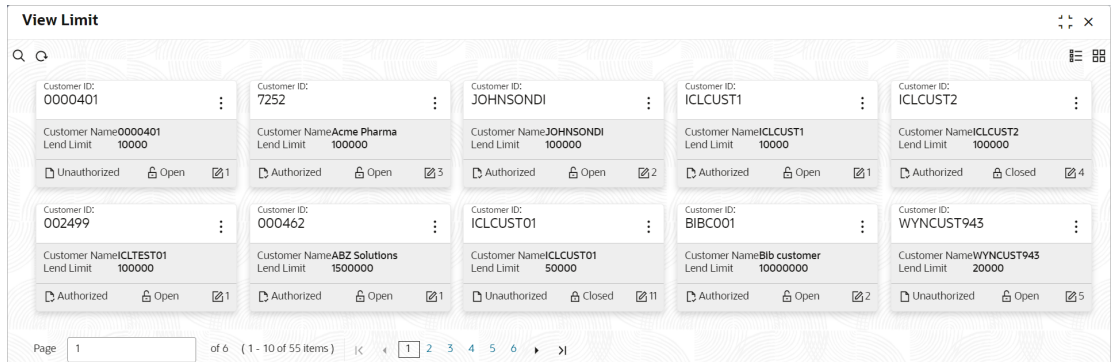 View Limit
Customer ID: Customer ID: Customer ID: Customer ID: Customer ID:
0000401 7252 JOHNSONDI ICLCUST1 ICLCUST2
Customer Name0000401 Customer NameAcme Pharma Customer NameJOHNSONDI Customer NameICLCUST1 Customer NameICLCUST2
Lend Limit 10000 Lend Limit 100000 Lend Limit 100000 Lend Limit 10000 Lend Limit 100000
Unauthorized Open 1 Authorized Open 3 Authorized Open 2 Authorized Open 1 Authorized Closed 4
Customer ID: Customer ID: Customer ID: Customer ID: Customer ID:
002499 000462 ICLCUST01 BIBC001 WYNCUST943
Customer NameICLTEST01 Customer NameABZ Solutions Customer NameICLCUST01 Customer NameBib customer Customer NameWYNCUST943
Lend Limit 100000 Lend Limit 1500000 Lend Limit 50000 Lend Limit 10000000 Lend Limit 20000
Authorized Open 1 Authorized Open 1 Unauthorized Closed 11 Authorized Open 2 Unauthorized Open 5
Page 1 of 6 (1 - 10 of 55 items) 1 2 3 4 5 6